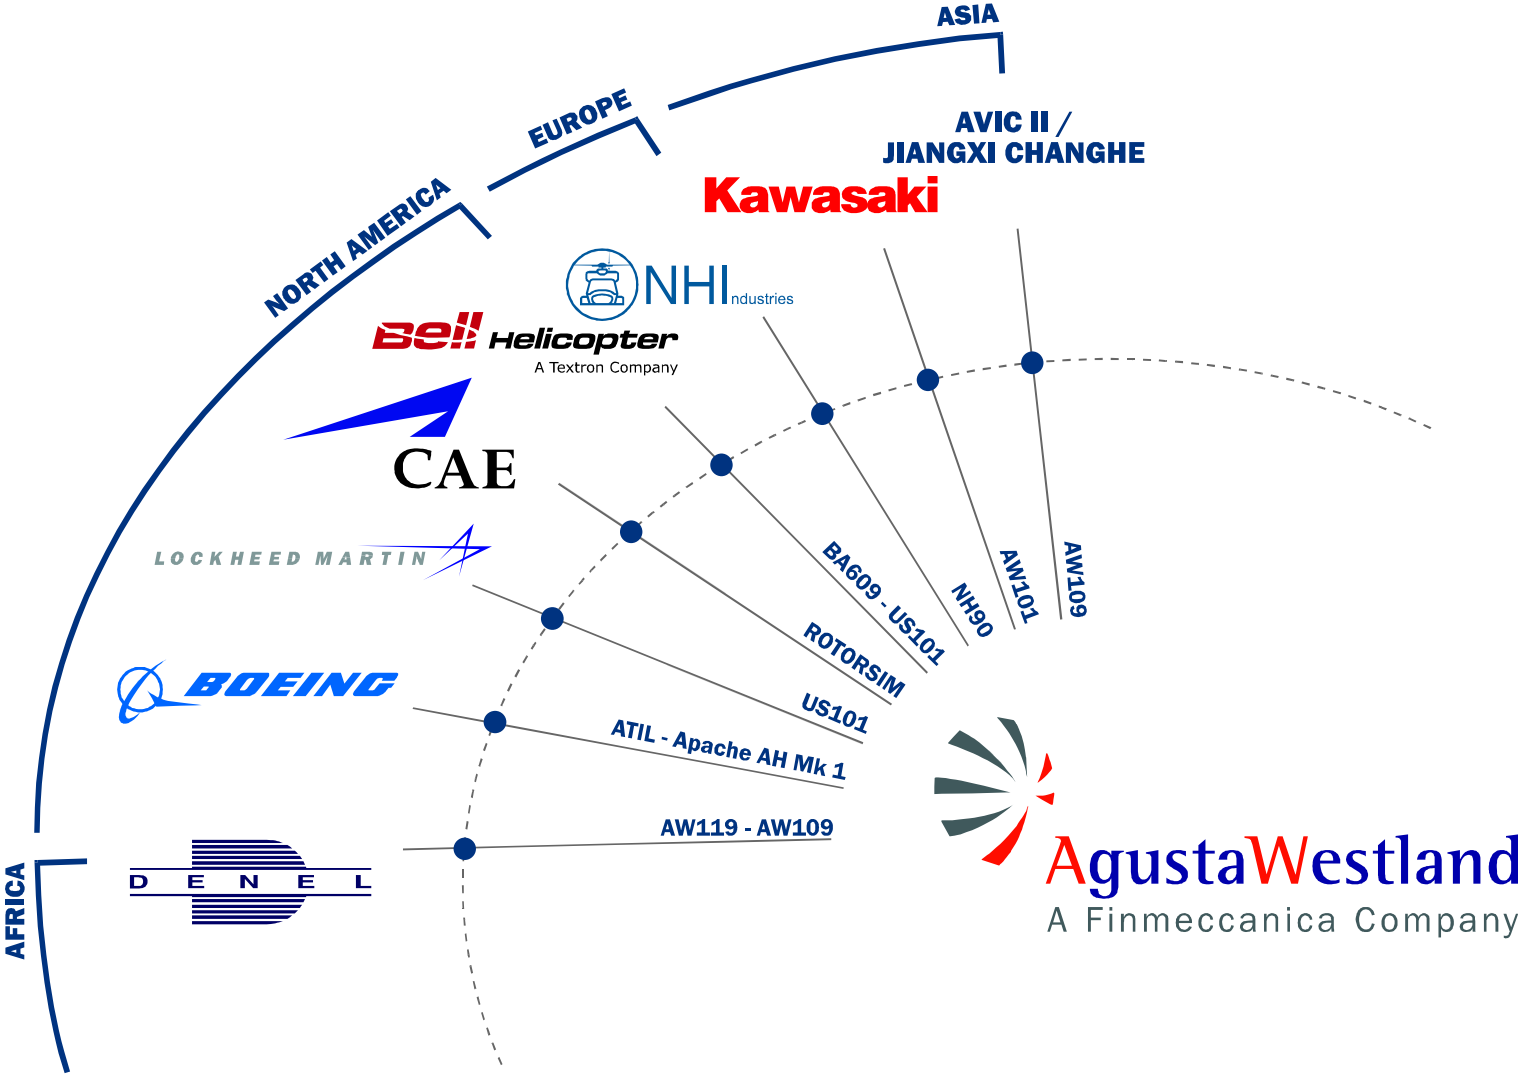 ASIA
EUROPE
NORTH AMERICA
AFRICA
AVIC II /
JIANGXI CHANGHE
Kawasaki
NHIndustries
Bell Helicopter
A Textron Company
CAE
LOCKHEED MARTIN
BOEING
DENEL
AW109
AW101
NH90
BA609 - US101
ROTORSIM
US101
ATIL - Apache AH Mk 1
AW119 - AW109
AgustaWestland
A Finmeccanica Company